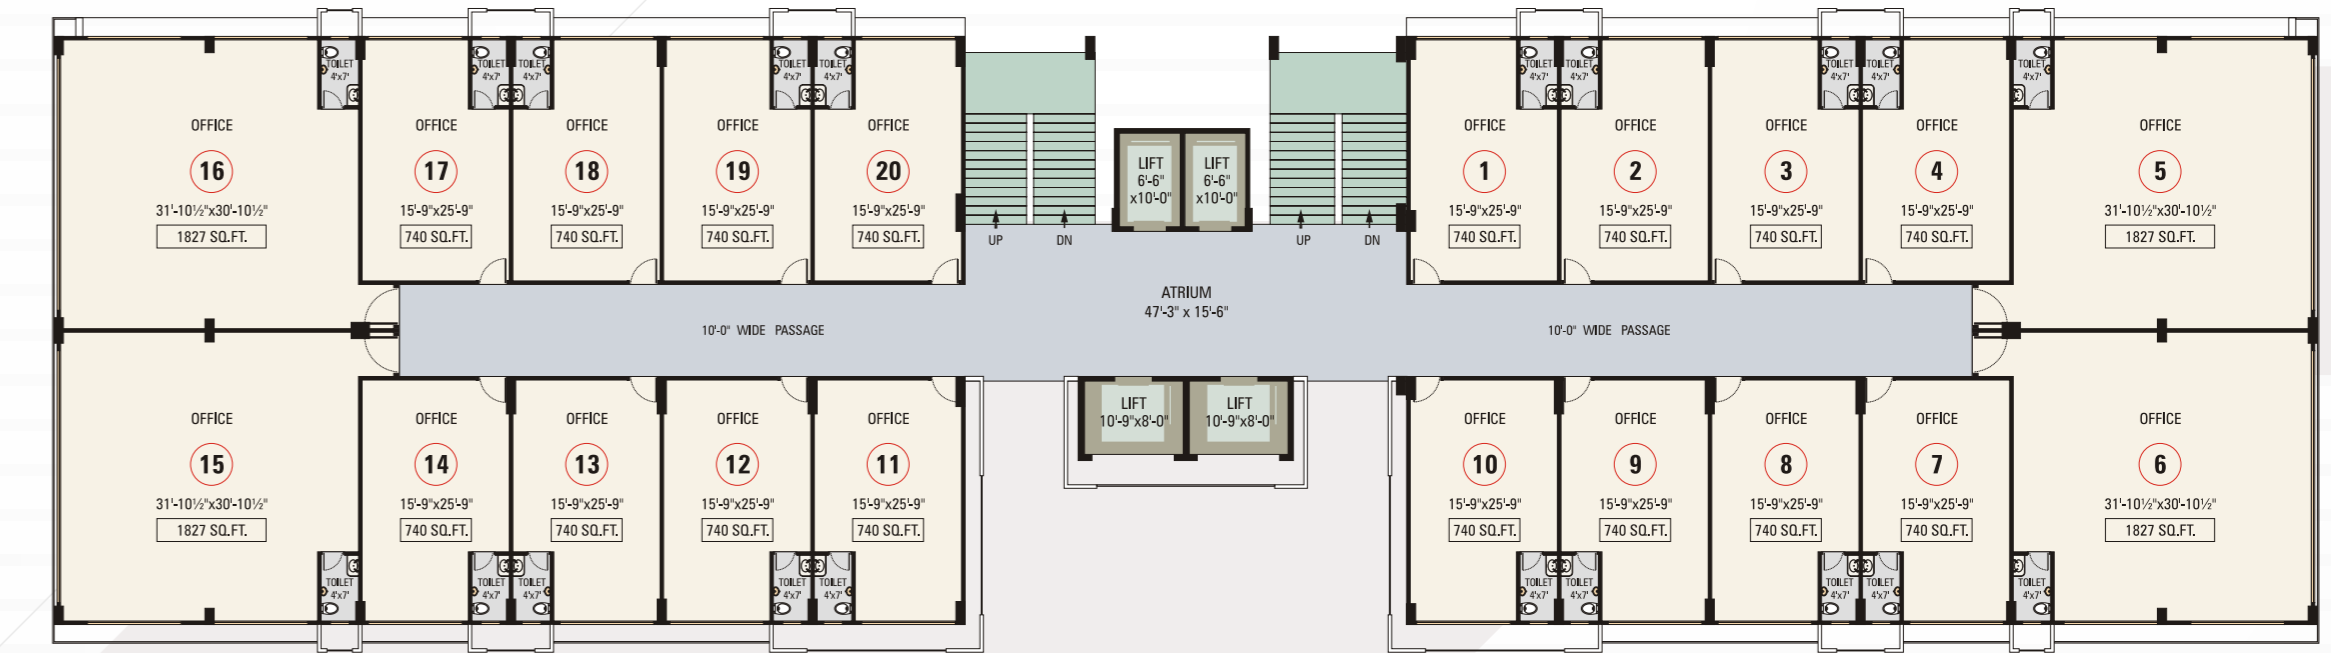 TOILET
4'x7'
TOILET
4'x7'
TOILET
4'x7'
TOILET
4'x7'
TOILET
4'x7'
TOILET
4'x7'
TOILET
4'x7'
TOILET
4'x7'
TOILET
4'x7'
TOILET
4'x7'
OFFICE
16
31'-10½"x30'-10½"
1827 SQ.FT.
OFFICE
17
15'-9"x25'-9"
740 SQ.FT.
OFFICE
18
15'-9"x25'-9"
740 SQ.FT.
OFFICE
19
15'-9"x25'-9"
740 SQ.FT.
OFFICE
20
15'-9"x25'-9"
740 SQ.FT.
UP
DN
LIFT
6'-6"
x10'-0"
LIFT
6'-6"
x10'-0"
UP
DN
OFFICE
1
15'-9"x25'-9"
740 SQ.FT.
OFFICE
2
15'-9"x25'-9"
740 SQ.FT.
OFFICE
3
15'-9"x25'-9"
740 SQ.FT.
OFFICE
4
15'-9"x25'-9"
740 SQ.FT.
OFFICE
5
31'-10½"x30'-10½"
1827 SQ.FT.
10'-0" WIDE PASSAGE
ATRIUM
47'-3" x 15'-6"
10'-0" WIDE PASSAGE
OFFICE
15
31'-10½"x30'-10½"
1827 SQ.FT.
OFFICE
14
15'-9"x25'-9"
740 SQ.FT.
OFFICE
13
15'-9"x25'-9"
740 SQ.FT.
OFFICE
12
15'-9"x25'-9"
740 SQ.FT.
OFFICE
11
15'-9"x25'-9"
740 SQ.FT.
LIFT
10'-9"x8'-0"
LIFT
10'-9"x8'-0"
OFFICE
10
15'-9"x25'-9"
740 SQ.FT.
OFFICE
9
15'-9"x25'-9"
740 SQ.FT.
OFFICE
8
15'-9"x25'-9"
740 SQ.FT.
OFFICE
7
15'-9"x25'-9"
740 SQ.FT.
OFFICE
6
31'-10½"x30'-10½"
1827 SQ.FT.
TOILET
4'x7'
TOILET
4'x7'
TOILET
4'x7'
TOILET
4'x7'
TOILET
4'x7'
TOILET
4'x7'
TOILET
4'x7'
TOILET
4'x7'
TOILET
4'x7'
TOILET
4'x7'